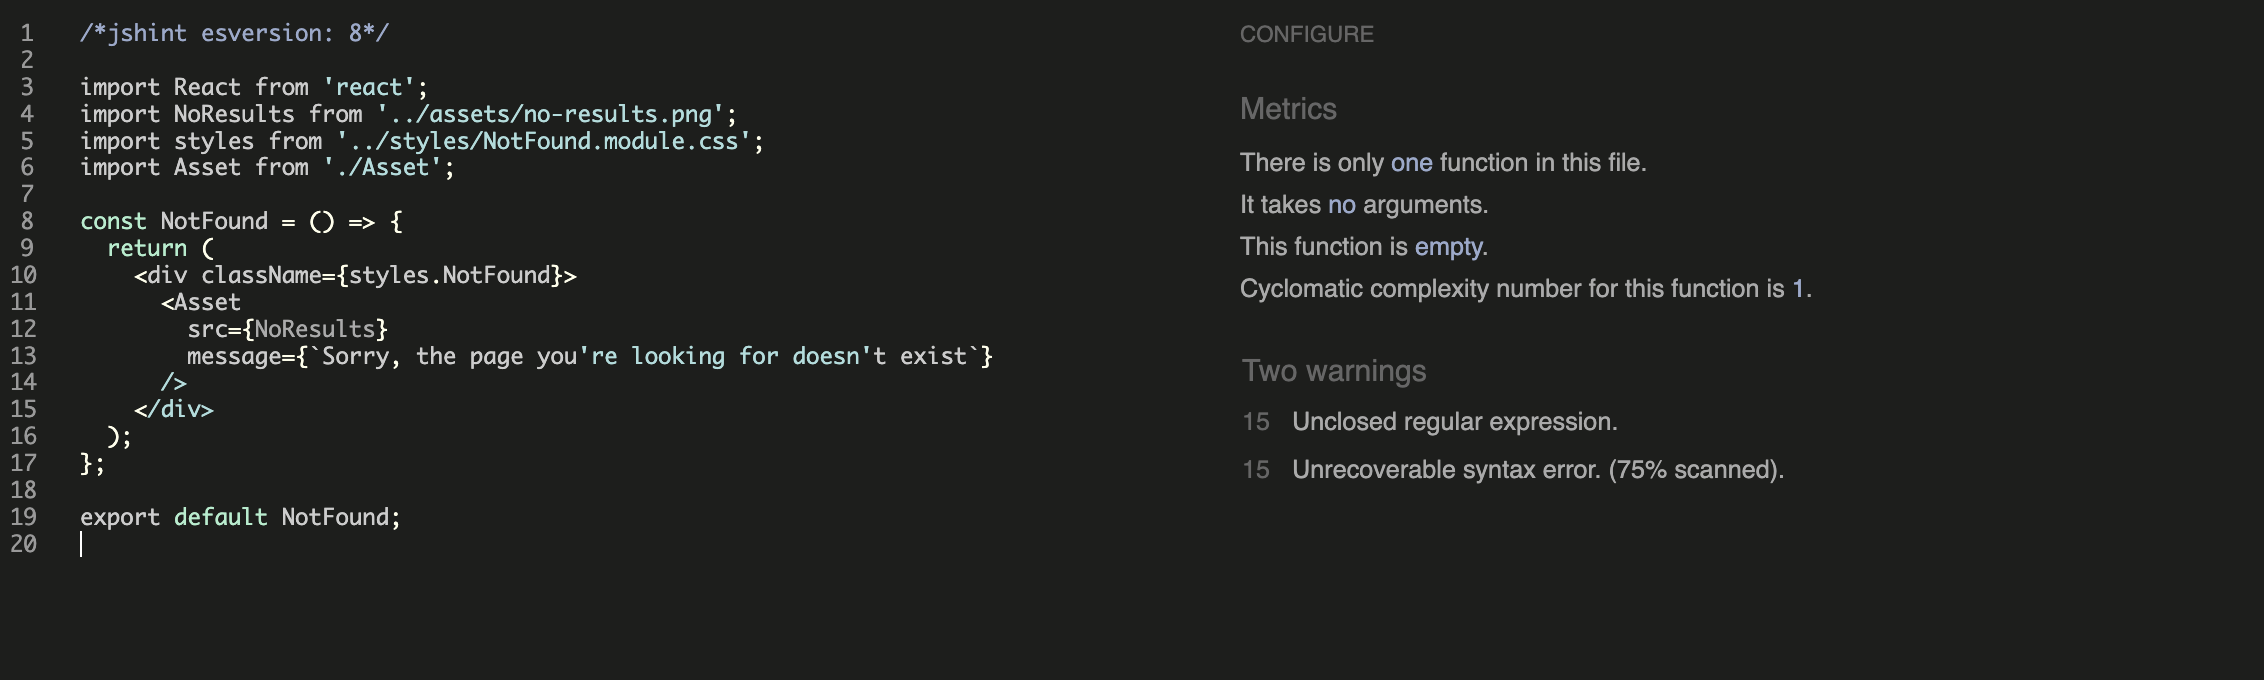 1 /*jshint esversion: 8*/
2
3 import React from 'react';
4 import NoResults from '../assets/no-results.png';
5 import styles from '../styles/NotFound.module.css';
6 import Asset from './Asset';
7
8 const NotFound = () => {
9   return (
10     <div className={styles.NotFound}>
11       <Asset
12         src={NoResults}
13         message={`Sorry, the page you're looking for doesn't exist`}
14       />
15     </div>
16   );
17 };
18
19 export default NotFound;
20
CONFIGURE
Metrics
There is only one function in this file.
It takes no arguments.
This function is empty.
Cyclomatic complexity number for this function is 1.
Two warnings
15 Unclosed regular expression.
15 Unrecoverable syntax error. (75% scanned).